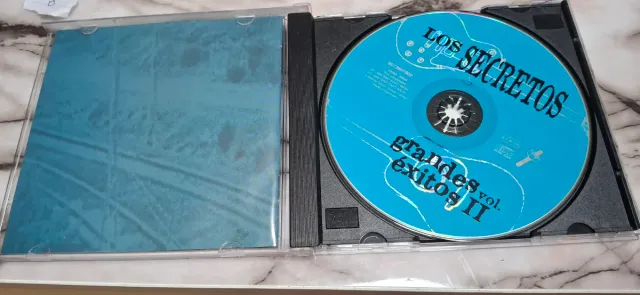 LOS
SECRETOS
grandes
éxitos vol.
II